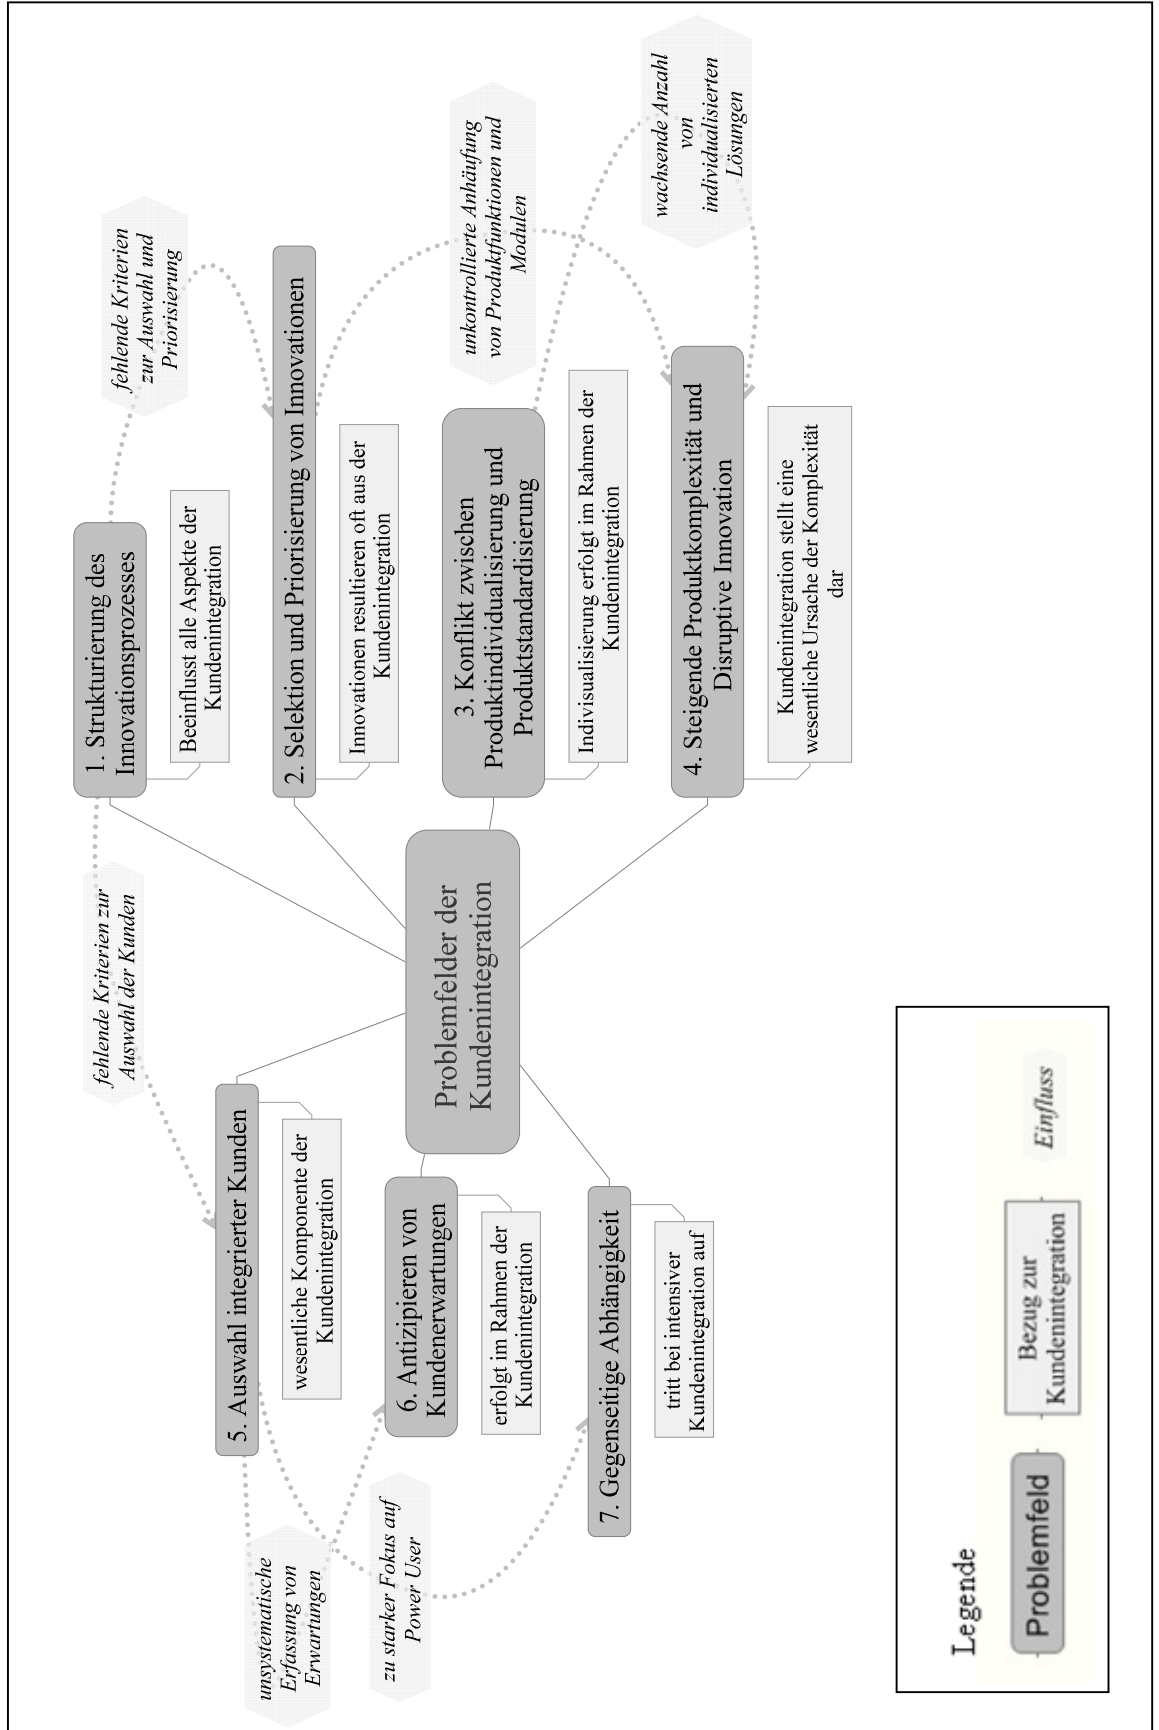 Problemfelder der
Kundenintegration
1. Strukturierung des
Innovationsprozesses
Beeinflusst alle Aspekte der
Kundenintegration
fehlende Kriterien
zur Auswahl und
Priorisierung
2. Selektion und Priorisierung von Innovationen
Innovationen resultieren oft aus der
Kundenintegration
unkontrollierte Anhäufung
von Produktfunktionen und
Modulen
3. Konflikt zwischen
Produktindividualisierung und
Produktstandardisierung
Indivisualisierung erfolgt im Rahmen der
Kundenintegration
wachsende Anzahl
von
individualisierten
Lösungen
4. Steigende Produktkomplexität und
Disruptive Innovation
Kundenintegration stellt eine
wesentliche Ursache der Komplexität
dar
fehlende Kriterien zur
Auswahl der Kunden
5. Auswahl integrierter Kunden
wesentliche Komponente der
Kundenintegration
unsystematische
Erfassung von
Erwartungen
6. Antizipieren von
Kundenerwartungen
erfolgt im Rahmen der
Kundenintegration
zu starker Fokus auf
Power User
7. Gegenseitige Abhängigkeit
tritt bei intensiver
Kundenintegration auf
Legende
Problemfeld
Bezug zur
Kundenintegration
Einfluss